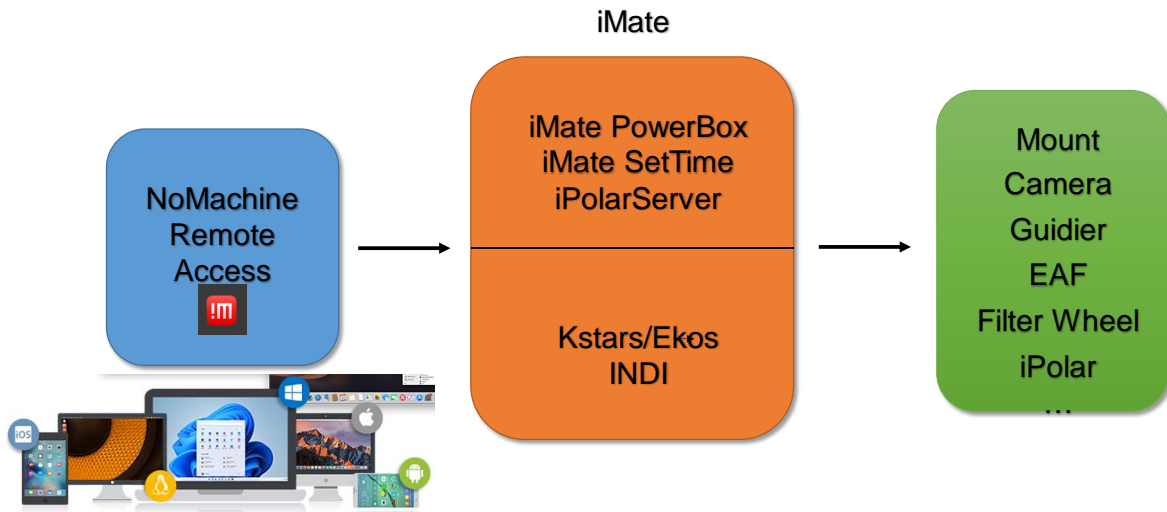 iMate
NoMachine
Remote
Access
!m
iMate PowerBox
iMate SetTime
iPolarServer
Kstars/Ekos
INDI
Mount
Camera
Guidier
EAF
Filter Wheel
iPolar
...
iOS